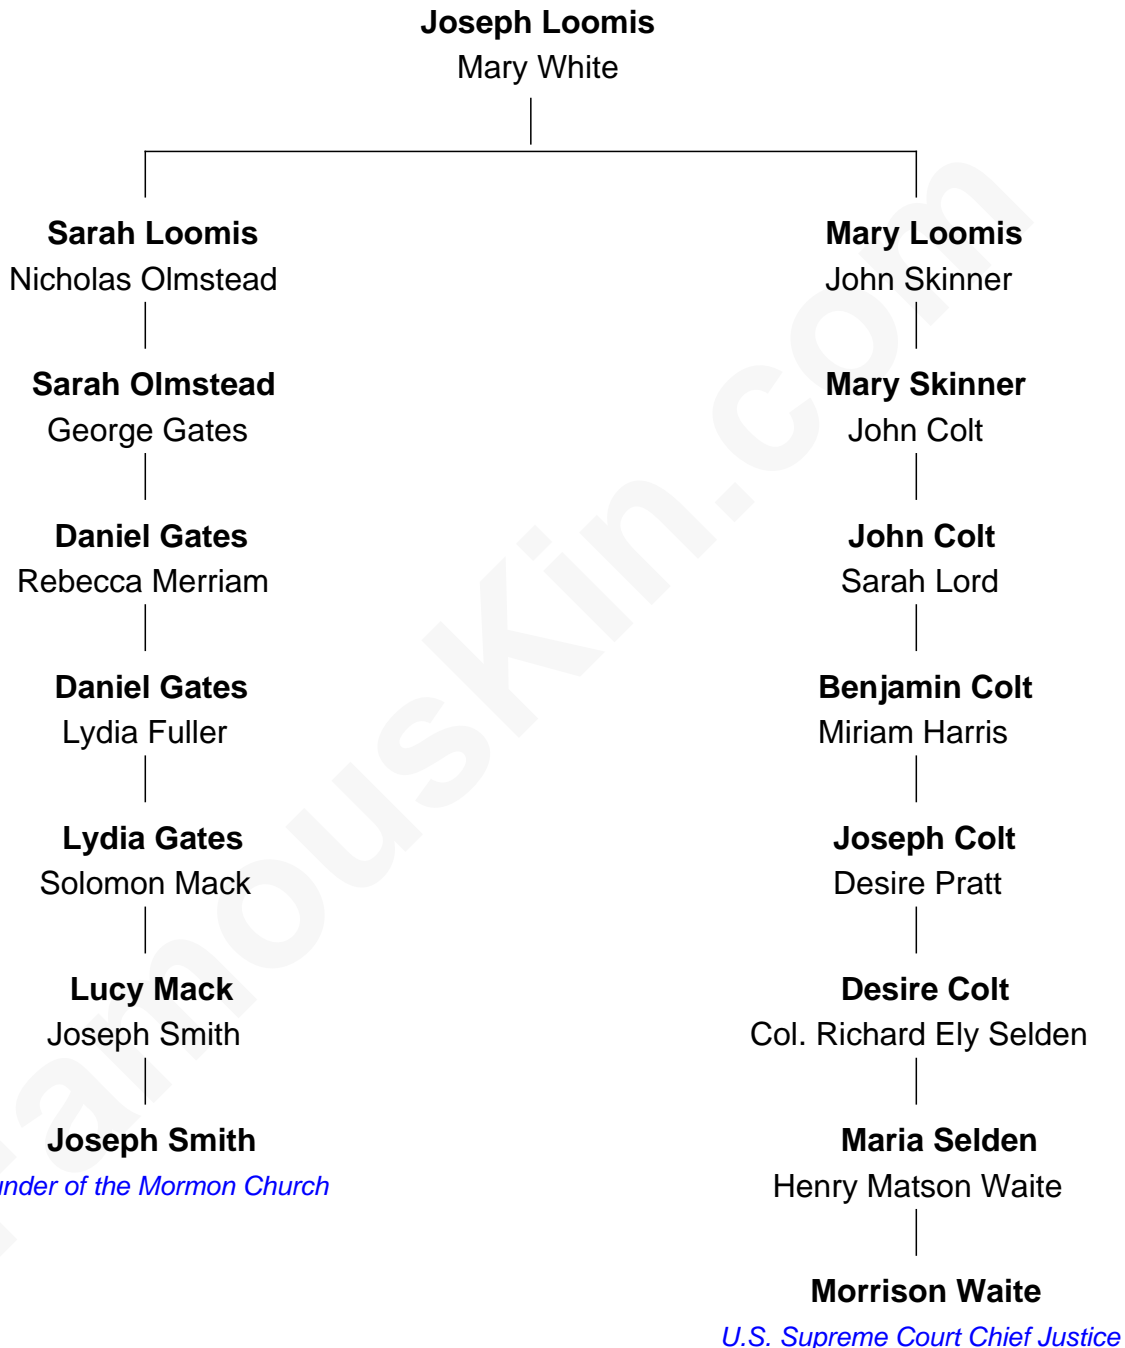 Joseph Loomis
Mary White
Sarah Loomis
Nicholas Olmstead
Sarah Olmstead
George Gates
Daniel Gates
Rebecca Merriam
Daniel Gates
Lydia Fuller
Lydia Gates
Solomon Mack
Lucy Mack
Joseph Smith
Joseph Smith
under of the Mormon Church
Mary Loomis
John Skinner
Mary Skinner
John Colt
John Colt
Sarah Lord
Benjamin Colt
Miriam Harris
Joseph Colt
Desire Pratt
Desire Colt
Col. Richard Ely Selden
Maria Selden
Henry Matson Waite
Morrison Waite
U.S. Supreme Court Chief Justice
FamousKin.com